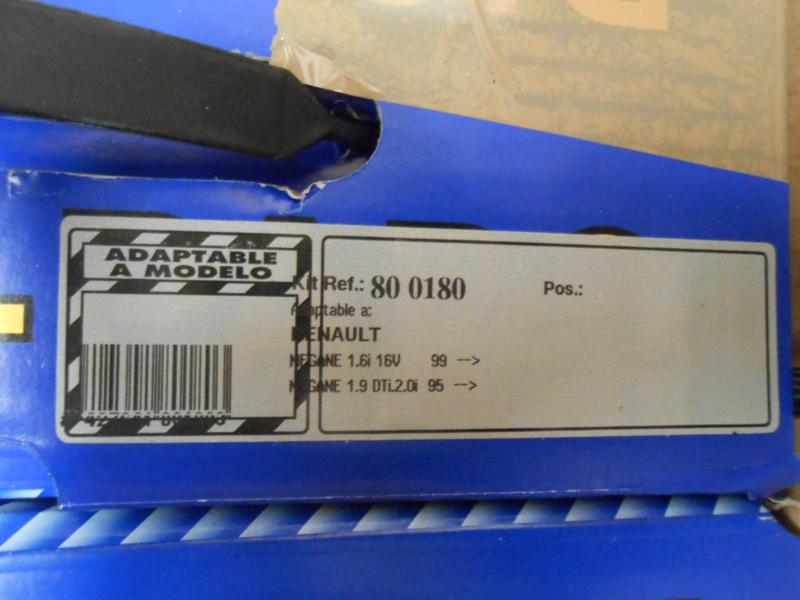 ADAPTABLE
A MODELO
Kit Ref.: 80 0180 Pos.:
Adaptable a:
RENAULT
MEGANE 1.6i 16V 99 -->
MEGANE 1.9 DTi.2.0i 95 -->